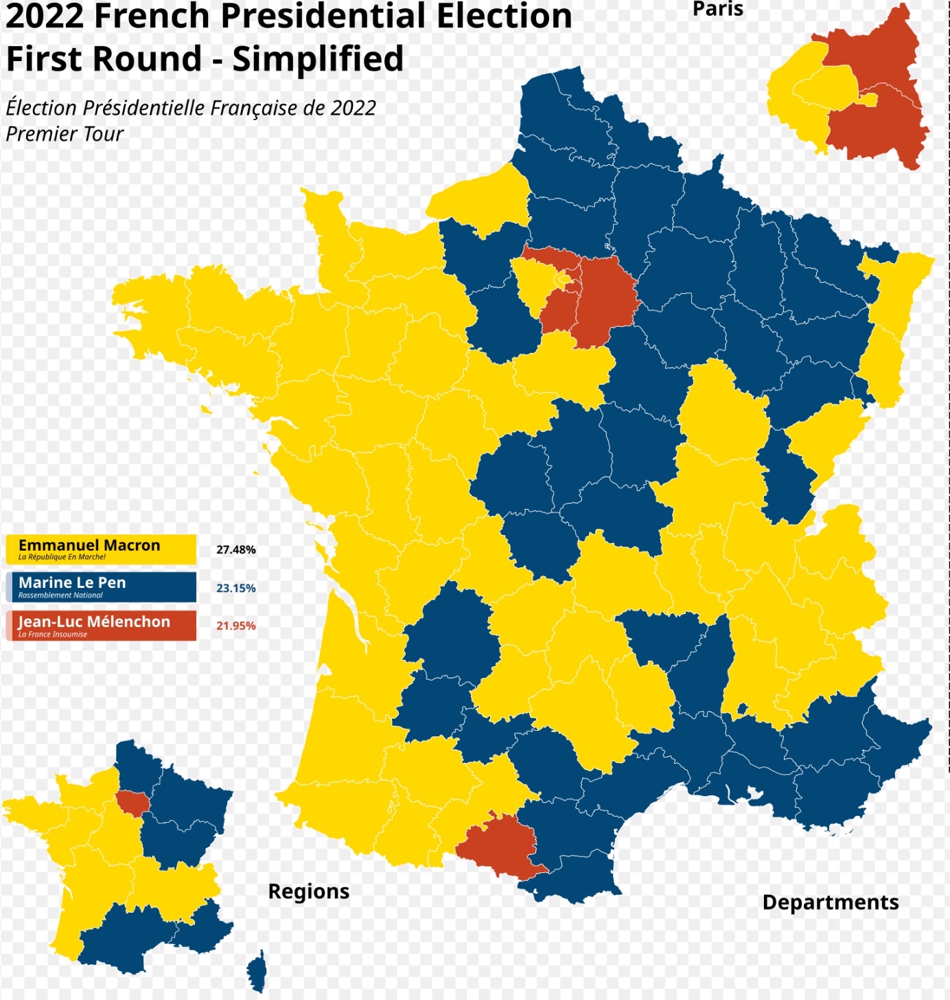 2022 French Presidential Election
First Round - Simplified
Élection Présidentielle Française de 2022
Premier Tour
Paris
Emmanuel Macron
La République En Marche!
27.48%
Marine Le Pen
Rassemblement National
23.15%
Jean-Luc Mélenchon
La France Insoumise
21.95%
Regions
Departments